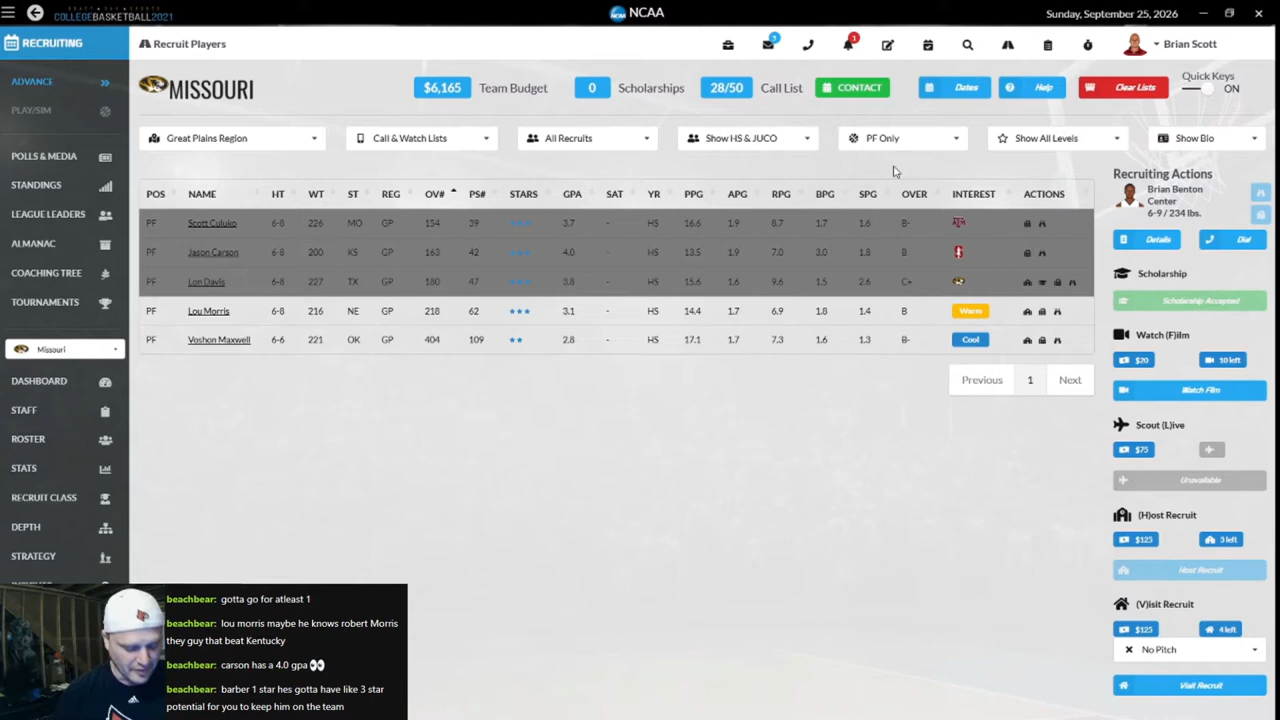 DRAFT DAY SPORTS
COLLEGEBASKETBALL2021
NCAA
Sunday, September 25, 2026
RECRUITING
Recruit Players
5
1
Brian Scott
ADVANCE
PLAY/SIM
POLLS & MEDIA
STANDINGS
LEAGUE LEADERS
ALMANAC
COACHING TREE
TOURNAMENTS
Missouri
DASHBOARD
STAFF
ROSTER
STATS
RECRUIT CLASS
DEPTH
STRATEGY
MISSOURI
$6,165 Team Budget 0 Scholarships 28/50 Call List CONTACT Dates Help Clear Lists
Quick Keys
ON
Great Plains Region Call & Watch Lists All Recruits Show HS & JUCO PF Only Show All Levels Show Bio
POS NAME HT WT ST REG OV# PS# STARS GPA SAT YR PPG APG RPG BPG SPG OVER INTEREST ACTIONS
PF Scott Culuko 6-8 226 MO GP 154 39 3.7 - HS 16.6 1.9 8.7 1.7 1.6 B-
PF Jason Carson 6-8 200 KS GP 163 42 4.0 - HS 13.5 1.9 7.0 3.0 1.8 B
PF Lon Davis 6-8 227 TX GP 180 47 3.8 - HS 15.6 1.6 9.6 1.5 2.6 C+
PF Lou Morris 6-8 216 NE GP 218 62 3.1 - HS 14.4 1.7 6.9 1.8 1.4 B Warm
PF Voshon Maxwell 6-6 221 OK GP 404 109 2.8 - HS 17.1 1.7 7.3 1.6 1.3 B- Cool
Previous 1 Next
Recruiting Actions
Brian Benton
Center
6-9 / 234 lbs.
Details Dial
Scholarship
Scholarship Accepted
Watch (F)ilm
$20 10 left
Watch Film
Scout (L)ive
$75
Unavailable
(H)ost Recruit
$125 3 left
Host Recruit
(V)isit Recruit
$125 4 left
No Pitch
Visit Recruit
beachbear: gotta go for atleast 1
beachbear: lou morris maybe he knows robert Morris
they guy that beat Kentucky
beachbear: carson has a 4.0 gpa 👀
beachbear: barber 1 star hes gotta have like 3 star
potential for you to keep him on the team